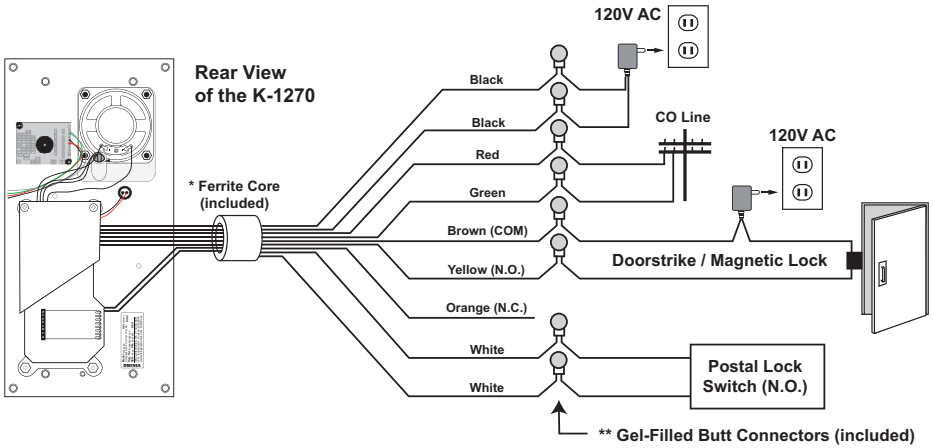 120V AC
Rear View
of the K-1270
Black
Black
CO Line
Red
120V AC
* Ferrite Core
(included)
Green
Brown (COM)
Doorstrike / Magnetic Lock
Yellow (N.O.)
Orange (N.C.)
White
Postal Lock
Switch (N.O.)
White
** Gel-Filled Butt Connectors (included)